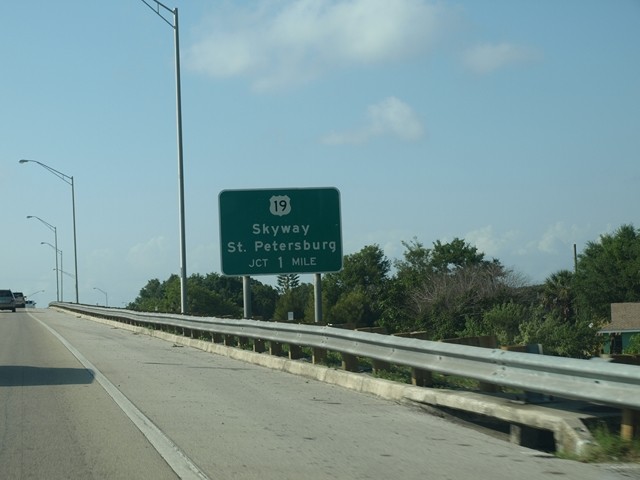 19
Skyway
St. Petersburg
JCT 1 MILE